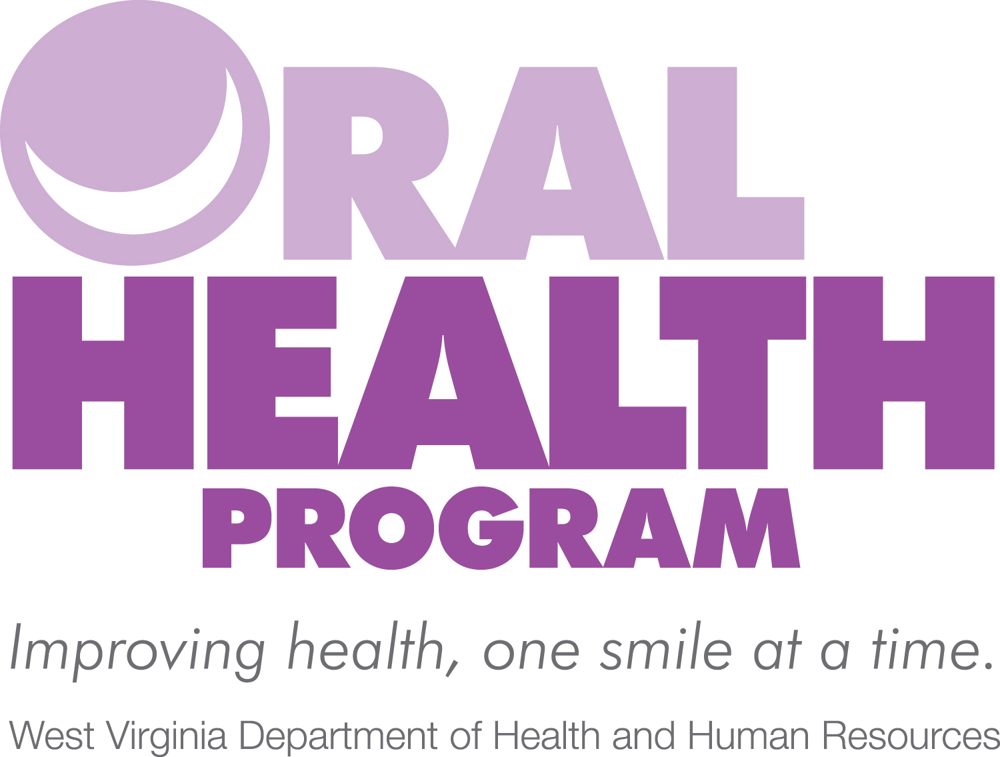 ORAL
HEALTH
PROGRAM
Improving health, one smile at a time.
West Virginia Department of Health and Human Resources